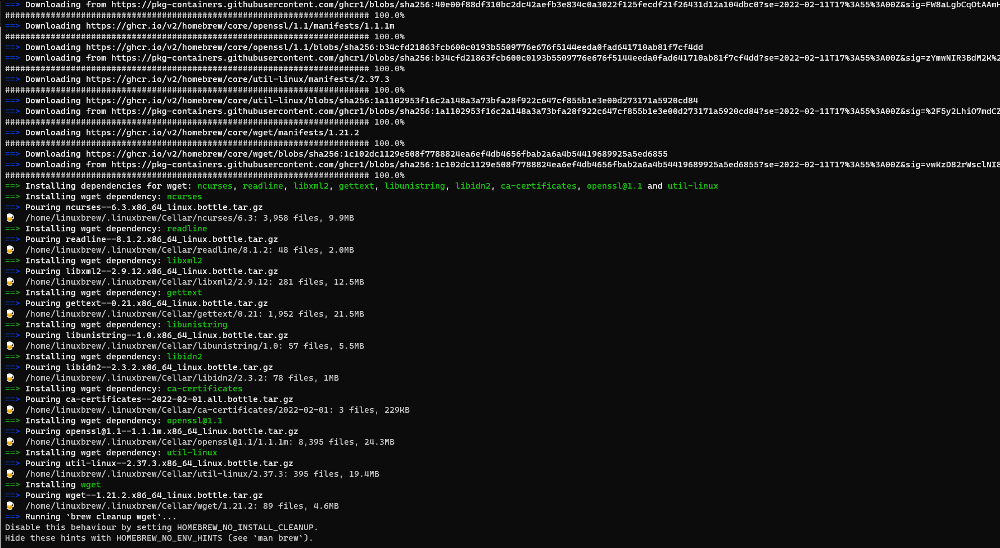 ==> Downloading from https://pkg-containers.githubusercontent.com/ghcr1/blobs/sha256:40e00f88df310bc2dc42aefb3e834c0a3022f125fecdf21f26431d12a104dbc0?se=2022-02-11T17%3A55%3A00Z&sig=FW8aLgbCqOtAAmH
######################################################################## 100.0%
==> Downloading https://ghcr.io/v2/homebrew/core/openssl/1.1/manifests/1.1.1m
######################################################################## 100.0%
==> Downloading https://ghcr.io/v2/homebrew/core/openssl/1.1/blobs/sha256:b34cfd21863fcb600c0193b5509776e676f5144eeda0fad641710ab81f7cf4dd
==> Downloading from https://pkg-containers.githubusercontent.com/ghcr1/blobs/sha256:b34cfd21863fcb600c0193b5509776e676f5144eeda0fad641710ab81f7cf4dd?se=2022-02-11T17%3A55%3A00Z&sig=zYmwNIR3BdM2K%2
######################################################################## 100.0%
==> Downloading https://ghcr.io/v2/homebrew/core/util-linux/manifests/2.37.3
######################################################################## 100.0%
==> Downloading https://ghcr.io/v2/homebrew/core/util-linux/blobs/sha256:1a1102953f16c2a148a3a73bfa28f922c647cf855b1e3e00d273171a5920cd84
==> Downloading from https://pkg-containers.githubusercontent.com/ghcr1/blobs/sha256:1a1102953f16c2a148a3a73bfa28f922c647cf855b1e3e00d273171a5920cd84?se=2022-02-11T17%3A55%3A00Z&sig=%2F5y2LhiO7mdCZ
######################################################################## 100.0%
==> Downloading https://ghcr.io/v2/homebrew/core/wget/manifests/1.21.2
######################################################################## 100.0%
==> Downloading https://ghcr.io/v2/homebrew/core/wget/blobs/sha256:1c102dc1129e508f7788824ea6ef4db4656fbab2a6a4b54419689925a5ed6855
==> Downloading from https://pkg-containers.githubusercontent.com/ghcr1/blobs/sha256:1c102dc1129e508f7788824ea6ef4db4656fbab2a6a4b54419689925a5ed6855?se=2022-02-11T17%3A55%3A00Z&sig=vwKzD82rWsclNI8
######################################################################## 100.0%
==> Installing dependencies for wget: ncurses, readline, libxml2, gettext, libunistring, libidn2, ca-certificates, openssl@1.1 and util-linux
==> Installing wget dependency: ncurses
==> Pouring ncurses--6.3.x86_64_linux.bottle.tar.gz
🍺 /home/linuxbrew/.linuxbrew/Cellar/ncurses/6.3: 3,958 files, 9.9MB
==> Installing wget dependency: readline
==> Pouring readline--8.1.2.x86_64_linux.bottle.tar.gz
🍺 /home/linuxbrew/.linuxbrew/Cellar/readline/8.1.2: 48 files, 2.0MB
==> Installing wget dependency: libxml2
==> Pouring libxml2--2.9.12.x86_64_linux.bottle.tar.gz
🍺 /home/linuxbrew/.linuxbrew/Cellar/libxml2/2.9.12: 281 files, 12.5MB
==> Installing wget dependency: gettext
==> Pouring gettext--0.21.x86_64_linux.bottle.tar.gz
🍺 /home/linuxbrew/.linuxbrew/Cellar/gettext/0.21: 1,952 files, 21.5MB
==> Installing wget dependency: libunistring
==> Pouring libunistring--1.0.x86_64_linux.bottle.tar.gz
🍺 /home/linuxbrew/.linuxbrew/Cellar/libunistring/1.0: 57 files, 5.5MB
==> Installing wget dependency: libidn2
==> Pouring libidn2--2.3.2.x86_64_linux.bottle.tar.gz
🍺 /home/linuxbrew/.linuxbrew/Cellar/libidn2/2.3.2: 78 files, 1MB
==> Installing wget dependency: ca-certificates
==> Pouring ca-certificates--2022-02-01.all.bottle.tar.gz
🍺 /home/linuxbrew/.linuxbrew/Cellar/ca-certificates/2022-02-01: 3 files, 229KB
==> Installing wget dependency: openssl@1.1
==> Pouring openssl@1.1--1.1.1m.x86_64_linux.bottle.tar.gz
🍺 /home/linuxbrew/.linuxbrew/Cellar/openssl@1.1/1.1.1m: 8,395 files, 24.3MB
==> Installing wget dependency: util-linux
==> Pouring util-linux--2.37.3.x86_64_linux.bottle.tar.gz
🍺 /home/linuxbrew/.linuxbrew/Cellar/util-linux/2.37.3: 395 files, 19.4MB
==> Installing wget
==> Pouring wget--1.21.2.x86_64_linux.bottle.tar.gz
🍺 /home/linuxbrew/.linuxbrew/Cellar/wget/1.21.2: 89 files, 4.6MB
==> Running `brew cleanup wget`...
Disable this behaviour by setting HOMEBREW_NO_INSTALL_CLEANUP.
Hide these hints with HOMEBREW_NO_ENV_HINTS (see `man brew`).